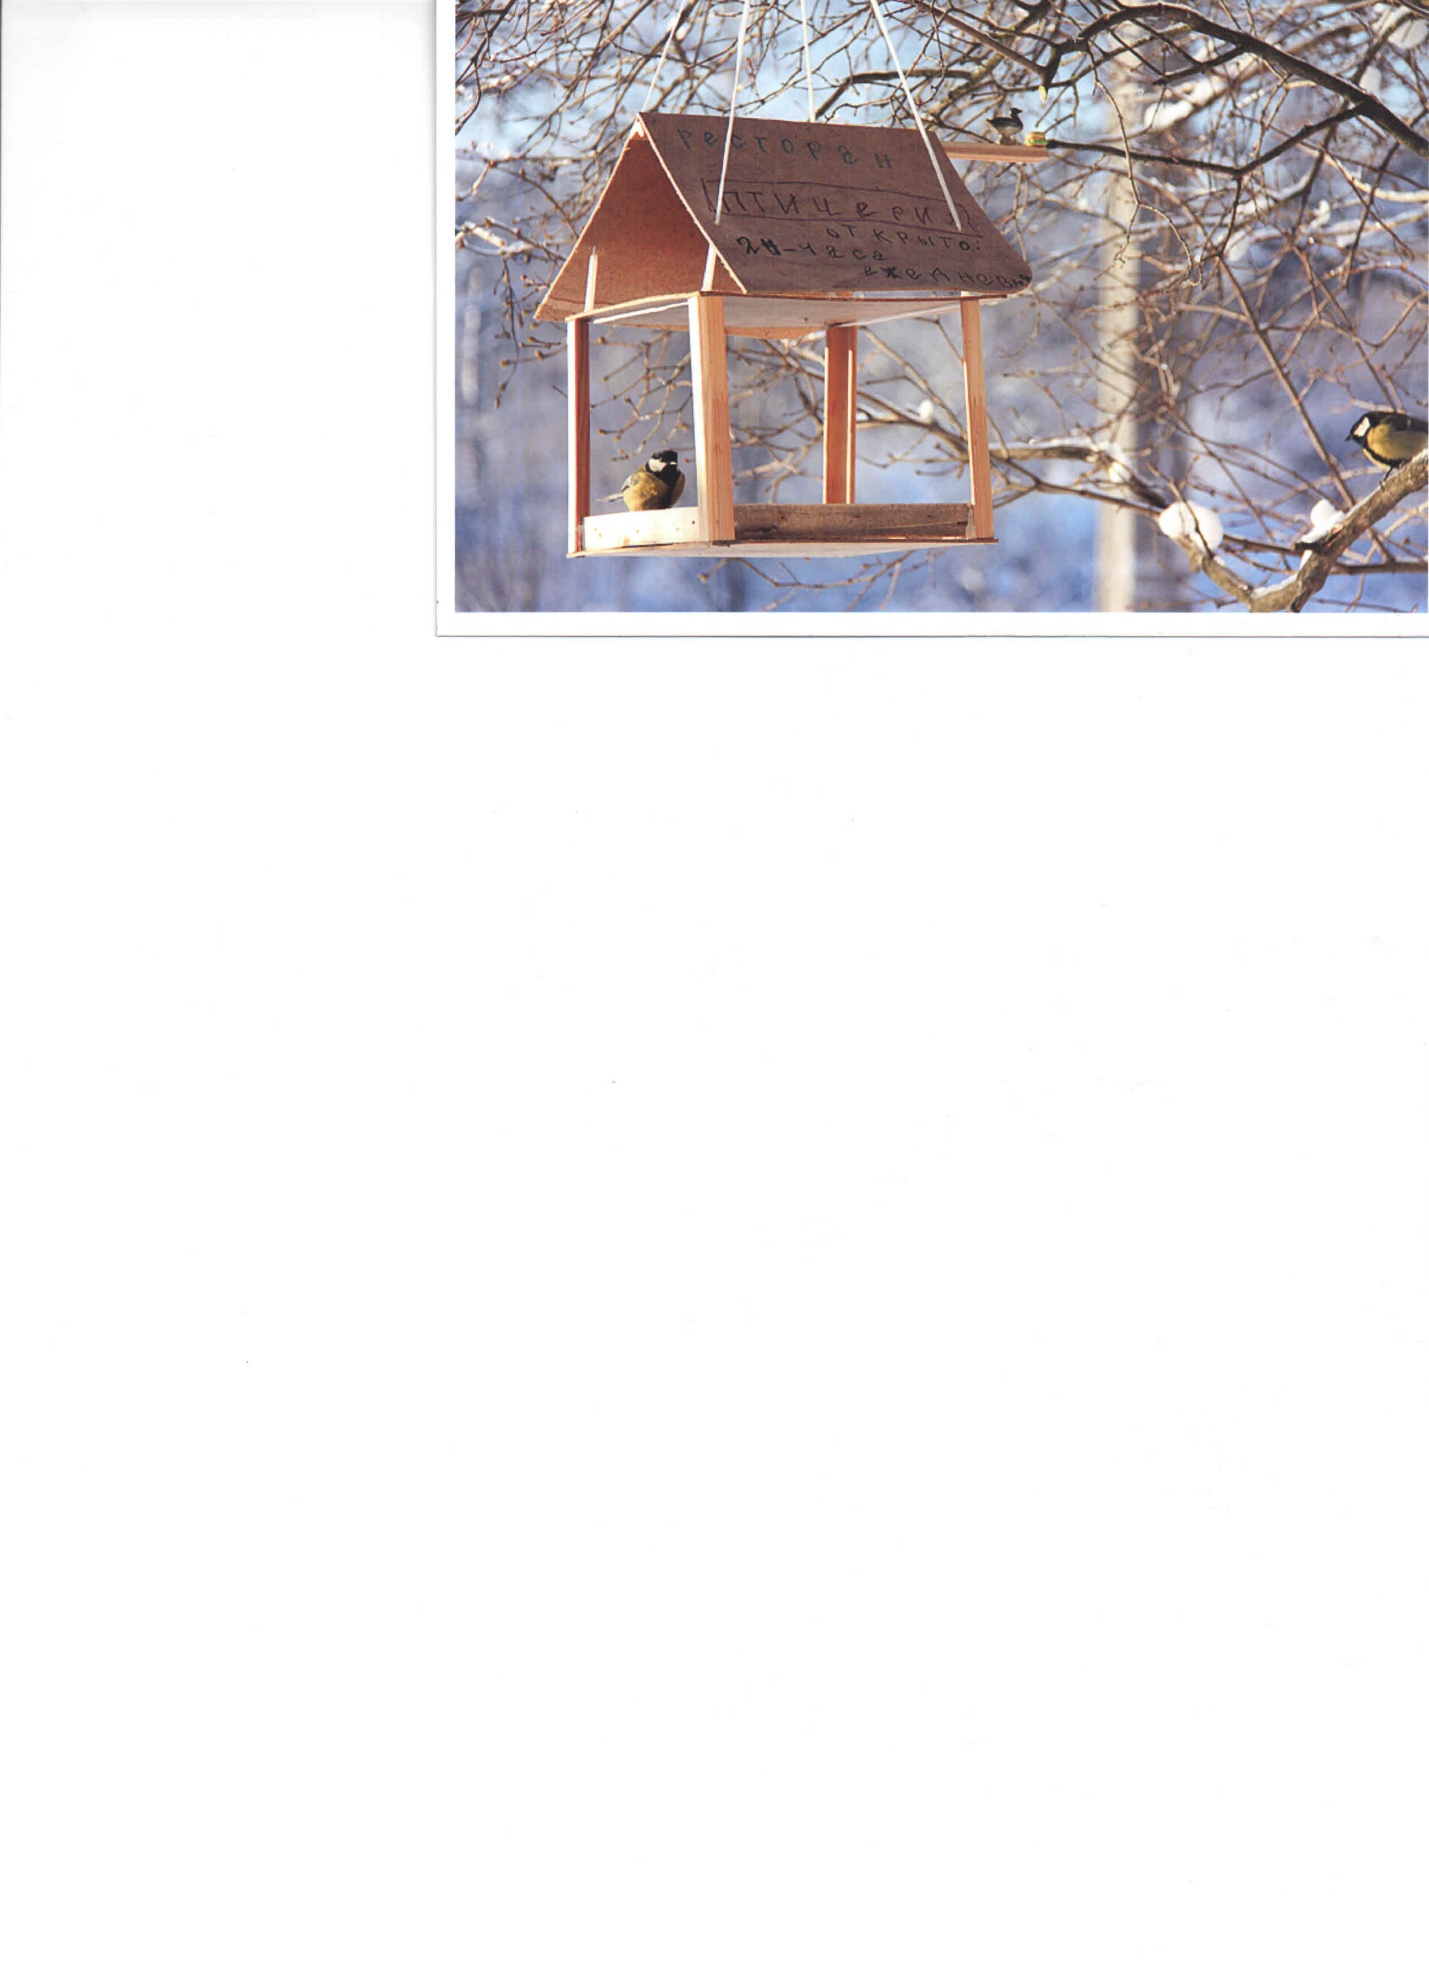 ресторан
птицерия
открыто:
24-часа
ежедневно